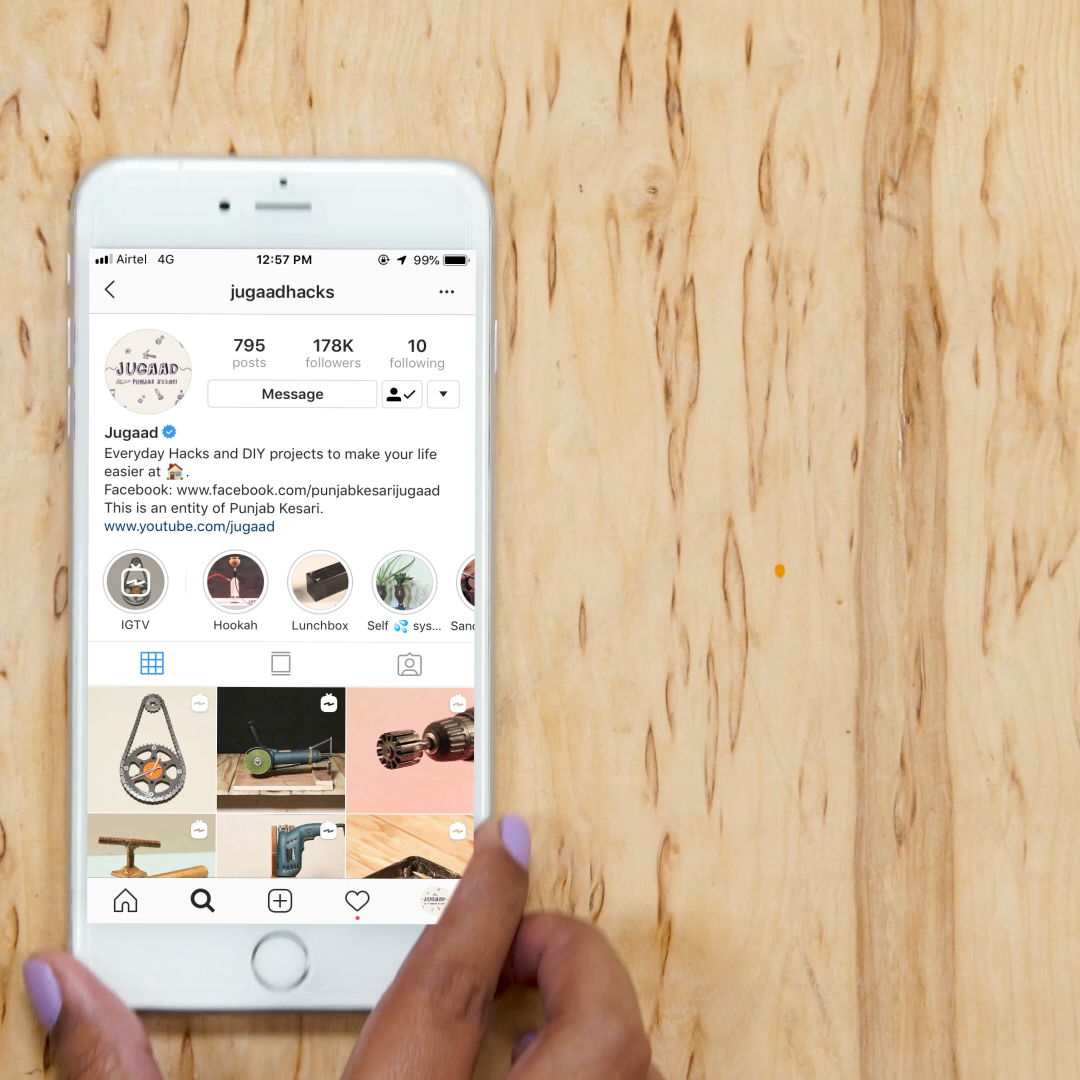 Airtel 4G 12:57 PM 99%
jugaadhacks
795 178K 10
posts followers following
JUGAAD
PUNJAB KESARI
Message
Jugaad
Everyday Hacks and DIY projects to make your life
easier at 🏠.
Facebook: www.facebook.com/punjabkesarijugaad
This is an entity of Punjab Kesari.
www.youtube.com/jugaad
IGTV Hookah Lunchbox Self 💦 sys...
JUGAAD